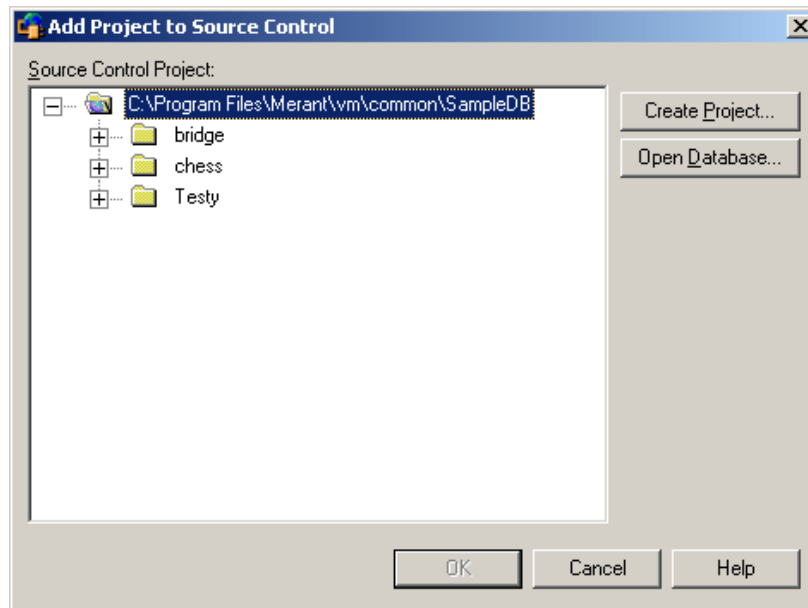 Add Project to Source Control
Source Control Project:
C:\Program Files\Merant\vm\common\SampleDB
bridge
chess
Testy
Create Project...
Open Database...
OK
Cancel
Help